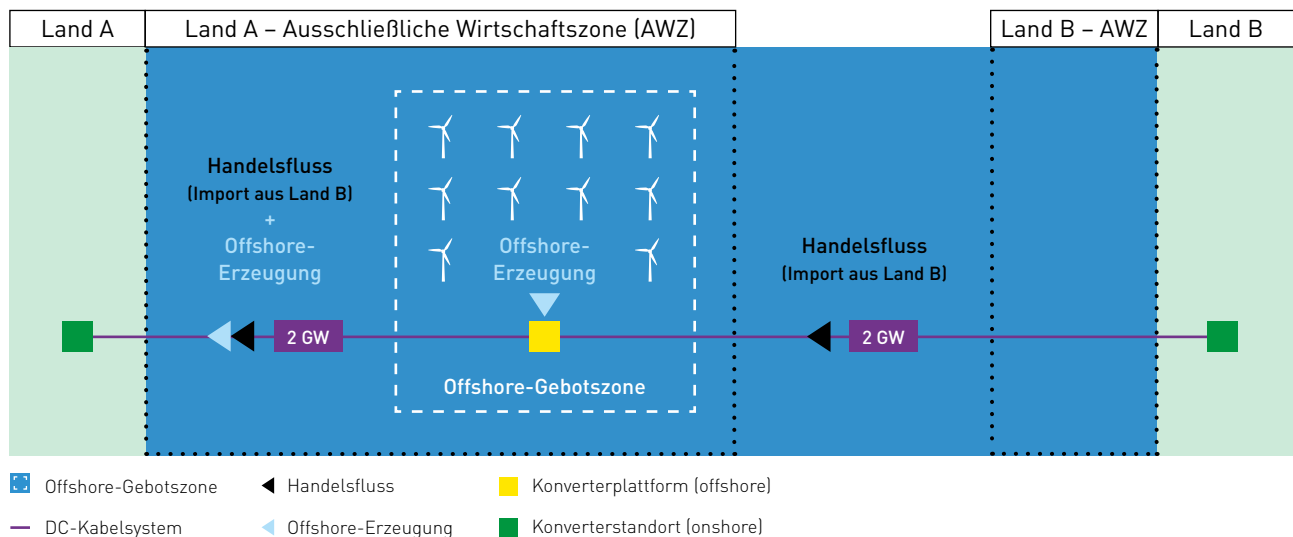 Land A
Land A – Ausschließliche Wirtschaftszone (AWZ)
Land B – AWZ
Land B
Handelsfluss
(Import aus Land B)
+
Offshore-
Erzeugung
Offshore-
Erzeugung
Handelsfluss
(Import aus Land B)
2 GW
2 GW
Offshore-Gebotszone
Offshore-Gebotszone
Handelsfluss
Konverterplattform (offshore)
DC-Kabelsystem
Offshore-Erzeugung
Konverterstandort (onshore)